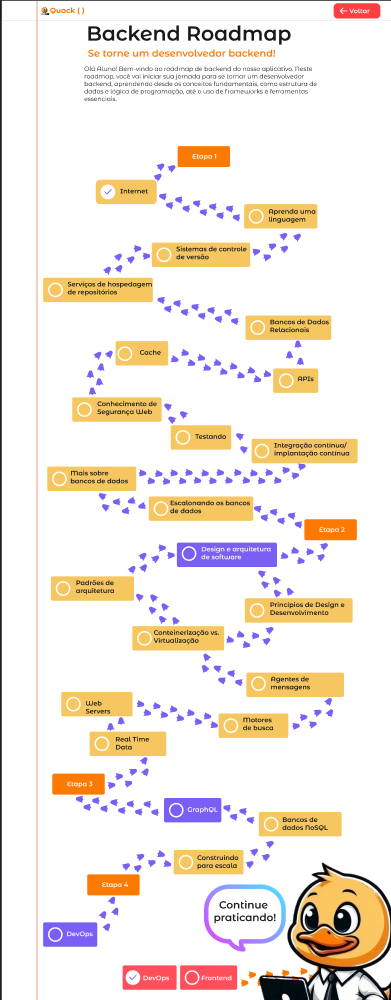 Quack ( )
Voltar
Backend Roadmap
Se torne um desenvolvedor backend!
Olá Aluno! Bem-vindo ao roadmap de backend do nosso aplicativo. Neste
roadmap, você vai iniciar sua jornada para se tornar um desenvolvedor
backend, aprendendo desde os conceitos fundamentais, como estrutura de
dados e lógica de programação, até o uso de frameworks e ferramentas
essenciais.
Etapa 1
Internet
Aprenda uma
linguagem
Sistemas de controle
de versão
Serviços de hospedagem
de repositórios
Bancos de Dados
Relacionais
Cache
APIs
Conhecimento de
Segurança Web
Testando
Integração contínua/
implantação contínua
Mais sobre
bancos de dados
Escalonando os bancos
de dados
Etapa 2
Design e arquitetura
de software
Padrões de
arquitetura
Princípios de Design e
Desenvolvimento
Conteinerização vs.
Virtualização
Agentes de
mensagens
Web
Servers
Motores
de busca
Real Time
Data
Etapa 3
GraphQL
Bancos de
dados NoSQL
Construindo
para escala
Etapa 4
Continue
praticando!
DevOps
DevOps
Frontend